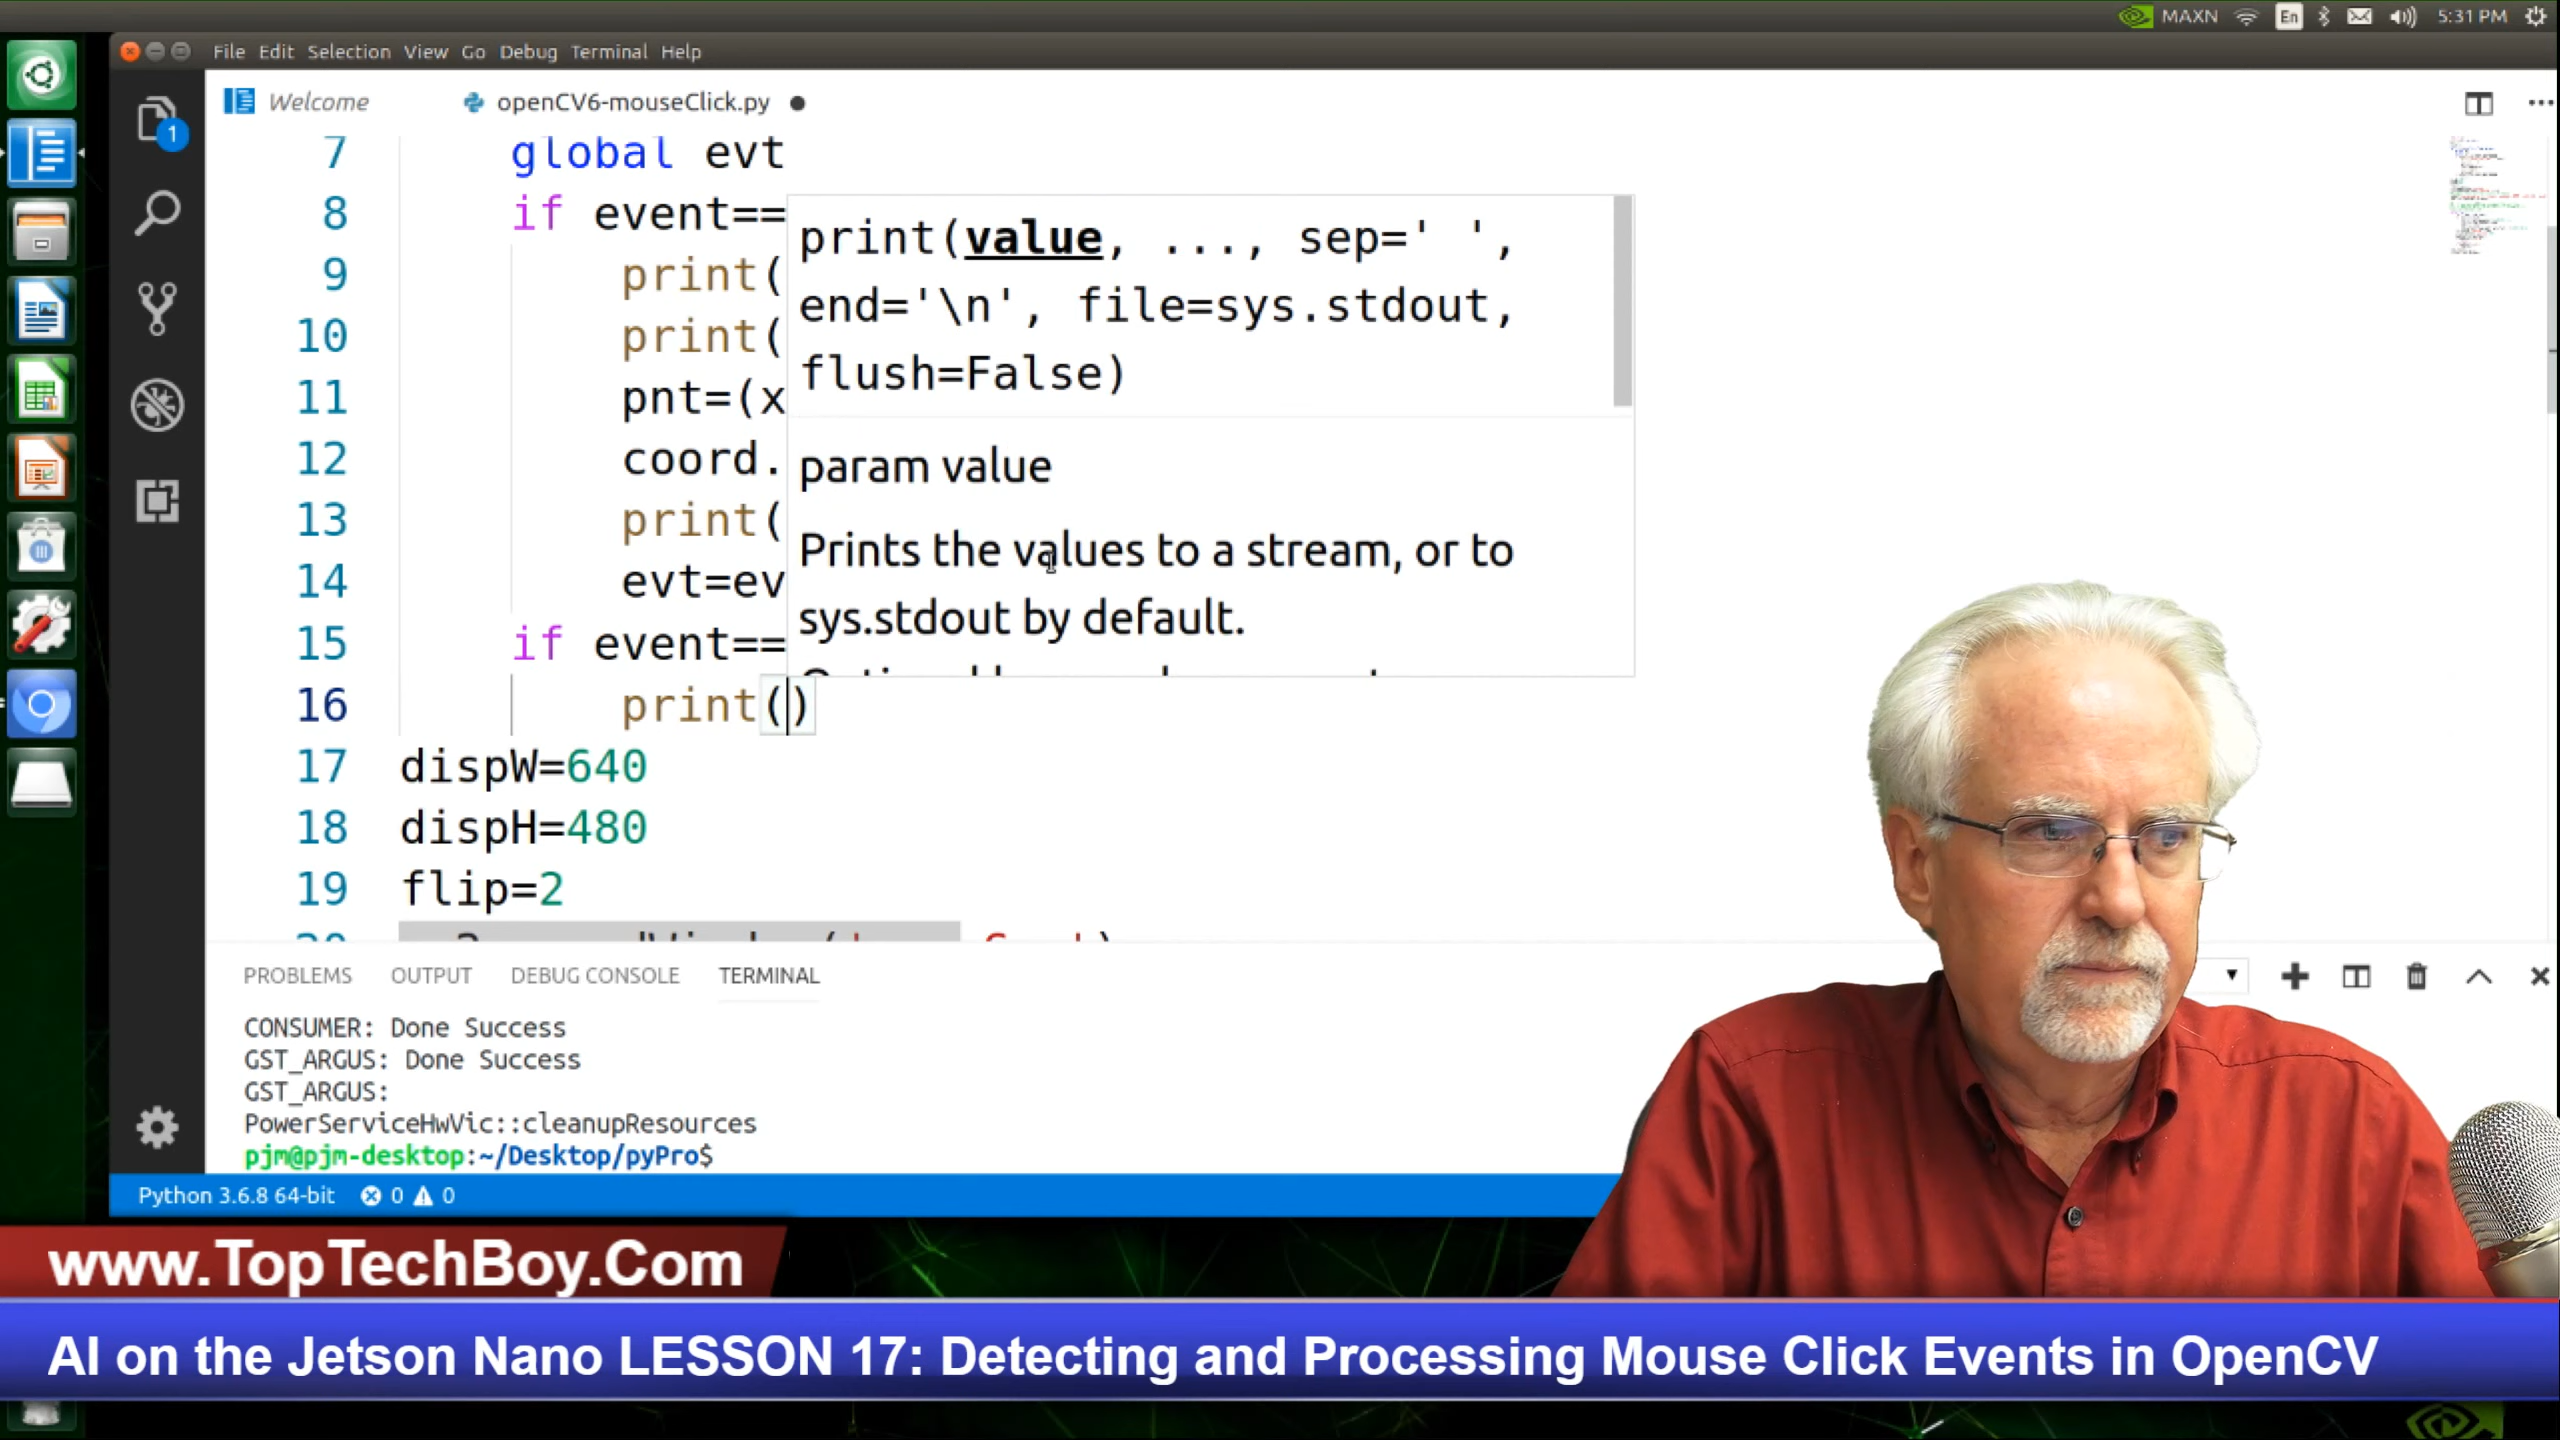 MAXN En 5:31 PM
File Edit Selection View Go Debug Terminal Help
Welcome openCV6-mouseClick.py
1
7 global evt
8 if event==
9 print(
10 print(
11 pnt=(x
12 coord.
13 print(
14 evt=ev
15 if event==
16 print()
17 dispW=640
18 dispH=480
19 flip=2
print(value, ..., sep=' ',
end='\n', file=sys.stdout,
flush=False)
param value
Prints the values to a stream, or to
sys.stdout by default.
PROBLEMS OUTPUT DEBUG CONSOLE TERMINAL
CONSUMER: Done Success
GST_ARGUS: Done Success
GST_ARGUS:
PowerServiceHwVic::cleanupResources
pjm@pjm-desktop:~/Desktop/pyPro$
Python 3.6.8 64-bit 0 0
www.TopTechBoy.Com
AI on the Jetson Nano LESSON 17: Detecting and Processing Mouse Click Events in OpenCV